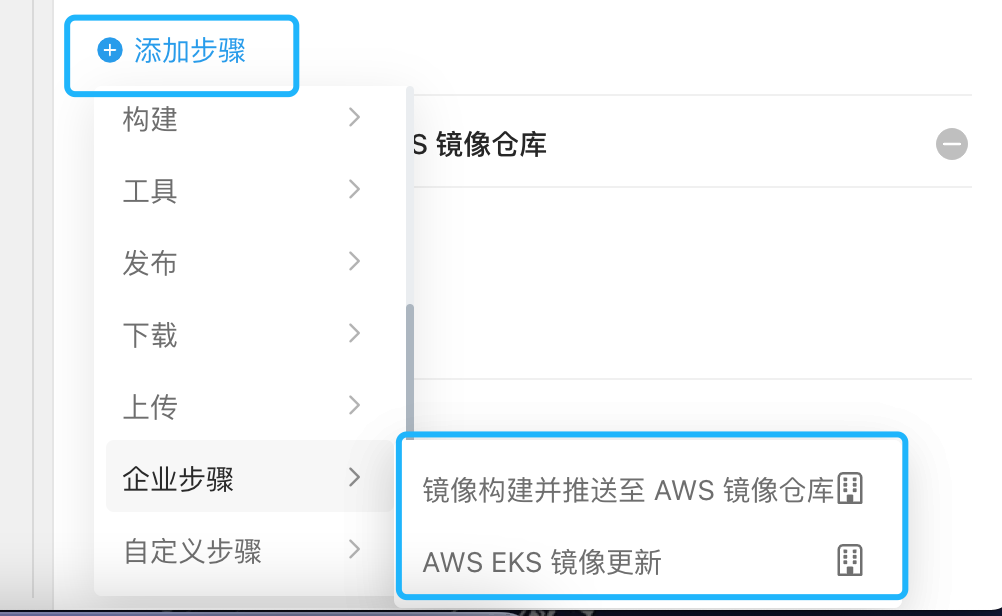 添加步骤
构建
S 镜像仓库
工具
发布
下载
上传
企业步骤
镜像构建并推送至 AWS 镜像仓库
自定义步骤
AWS EKS 镜像更新